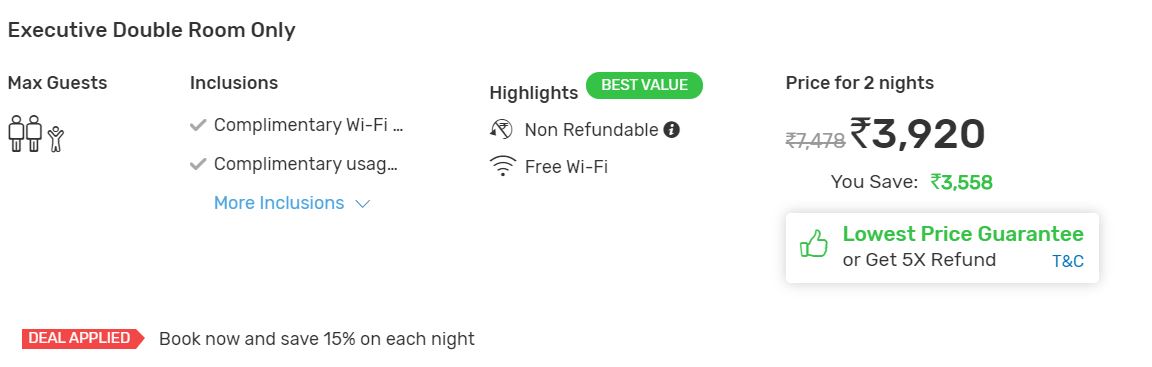 Executive Double Room Only
Max Guests
Inclusions
Complimentary Wi-Fi ...
Complimentary usag...
More Inclusions
Highlights BEST VALUE
Non Refundable
Free Wi-Fi
Price for 2 nights
₹7,478 ₹3,920
You Save: ₹3,558
Lowest Price Guarantee
or Get 5X Refund T&C
DEAL APPLIED Book now and save 15% on each night